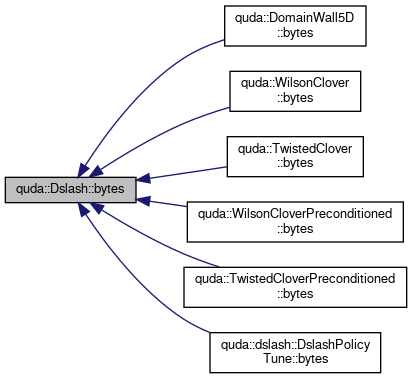 quda::DomainWall5D
::bytes
quda::WilsonClover
::bytes
quda::TwistedClover
::bytes
quda::Dslash::bytes
quda::WilsonCloverPreconditioned
::bytes
quda::TwistedCloverPreconditioned
::bytes
quda::dslash::DslashPolicy
Tune::bytes